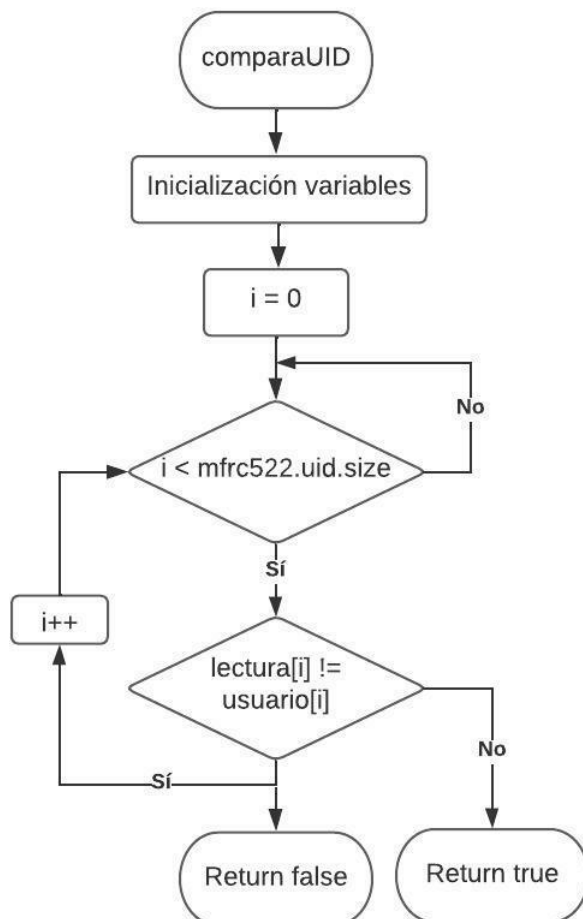 comparaUID
Inicialización variables
i = 0
No
i < mfrc522.uid.size
Sí
i++
lectura[i] !=
usuario[i]
No
Sí
Return false
Return true